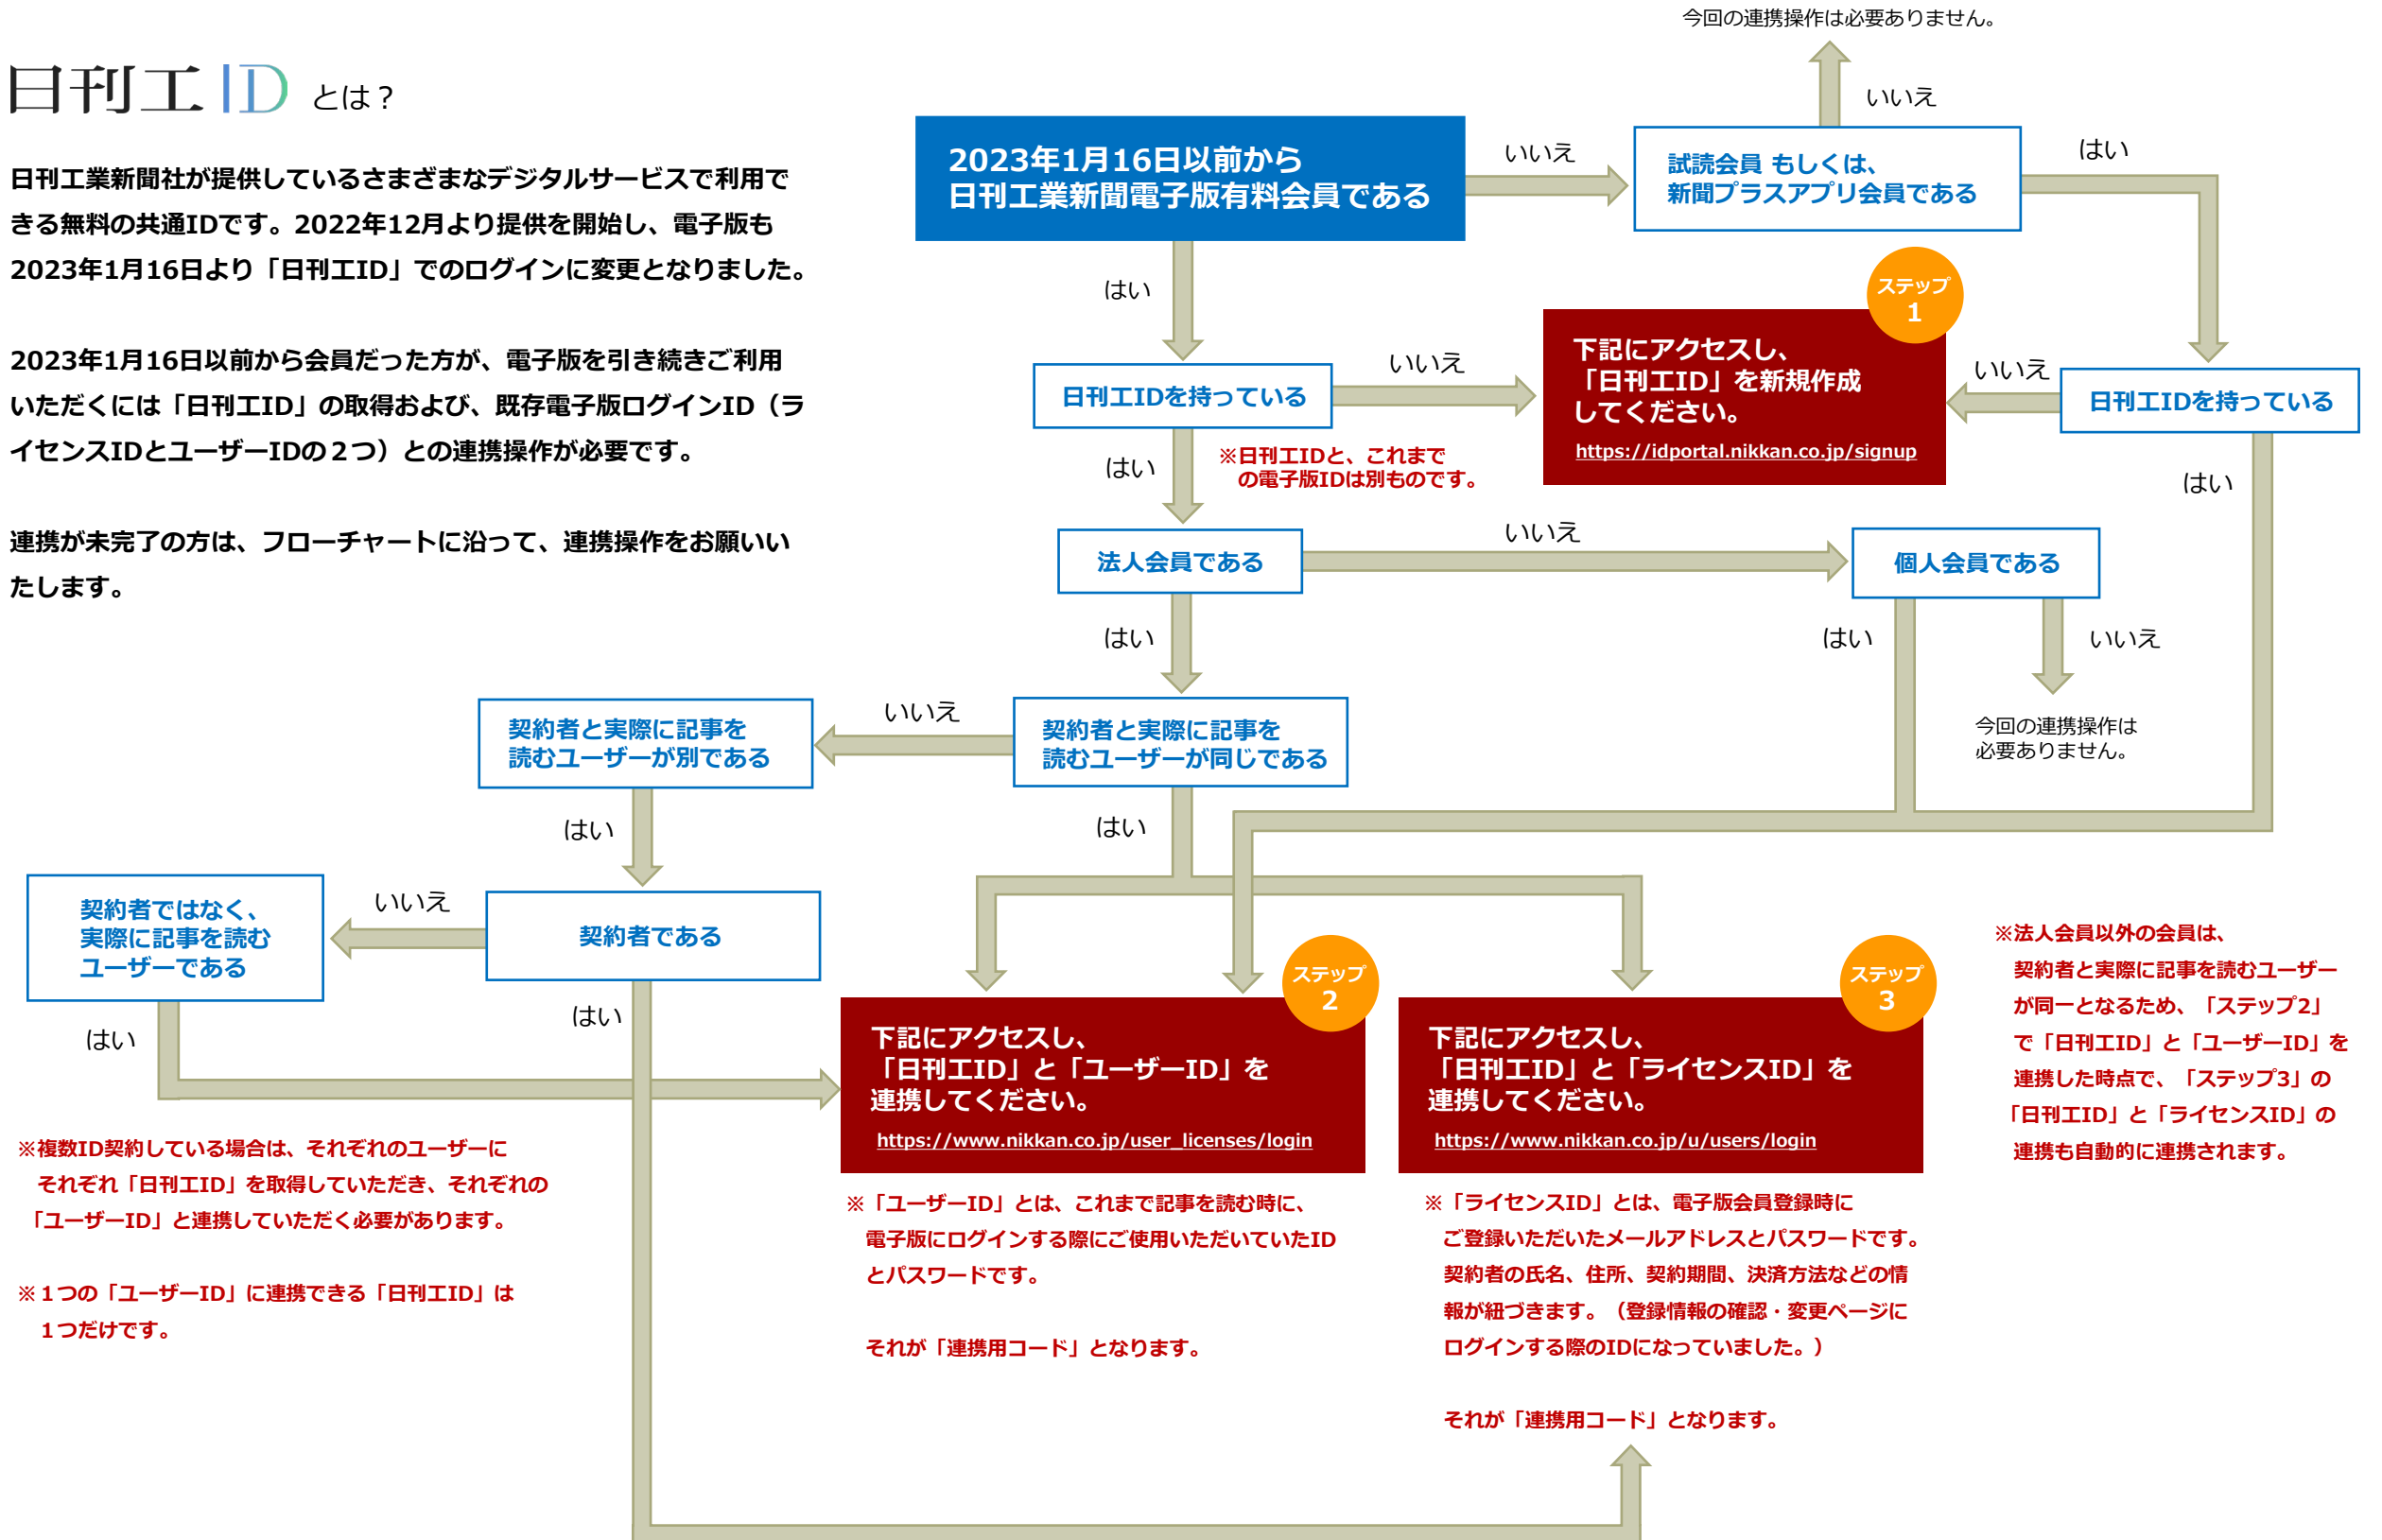 日刊工ID とは？
日刊工業新聞社が提供しているさまざまなデジタルサービスで利用で
きる無料の共通IDです。2022年12月より提供を開始し、電子版も
2023年1月16日より「日刊工ID」でのログインに変更となりました。
2023年1月16日以前から会員だった方が、電子版を引き続きご利用
いただくには「日刊工ID」の取得および、既存電子版ログインID（ラ
イセンスIDとユーザーIDの２つ）との連携操作が必要です。
連携が未完了の方は、フローチャートに沿って、連携操作をお願いい
たします。
今回の連携操作は必要ありません。
いいえ
2023年1月16日以前から
日刊工業新聞電子版有料会員である
いいえ
試読会員 もしくは、
新聞プラスアプリ会員である
はい
はい
ステップ
1
下記にアクセスし、
「日刊工ID」を新規作成
してください。
https://idportal.nikkan.co.jp/signup
日刊工IDを持っている
いいえ
いいえ
日刊工IDを持っている
はい
※日刊工IDと、これまで
の電子版IDは別ものです。
はい
法人会員である
いいえ
個人会員である
はい
はい
いいえ
今回の連携操作は
必要ありません。
契約者と実際に記事を
読むユーザーが別である
いいえ
契約者と実際に記事を
読むユーザーが同じである
はい
はい
契約者ではなく、
実際に記事を読む
ユーザーである
いいえ
契約者である
はい
はい
ステップ
2
下記にアクセスし、
「日刊工ID」と「ユーザーID」を
連携してください。
https://www.nikkan.co.jp/user_licenses/login
ステップ
3
下記にアクセスし、
「日刊工ID」と「ライセンスID」を
連携してください。
https://www.nikkan.co.jp/u/users/login
※法人会員以外の会員は、
契約者と実際に記事を読むユーザー
が同一となるため、「ステップ2」
で「日刊工ID」と「ユーザーID」を
連携した時点で、「ステップ3」の
「日刊工ID」と「ライセンスID」の
連携も自動的に連携されます。
※複数ID契約している場合は、それぞれのユーザーに
それぞれ「日刊工ID」を取得していただき、それぞれの
「ユーザーID」と連携していただく必要があります。
※１つの「ユーザーID」に連携できる「日刊工ID」は
１つだけです。
※「ユーザーID」とは、これまで記事を読む時に、
電子版にログインする際にご使用いただいていたID
とパスワードです。
それが「連携用コード」となります。
※「ライセンスID」とは、電子版会員登録時に
ご登録いただいたメールアドレスとパスワードです。
契約者の氏名、住所、契約期間、決済方法などの情
報が紐づきます。（登録情報の確認・変更ページに
ログインする際のIDになっていました。）
それが「連携用コード」となります。